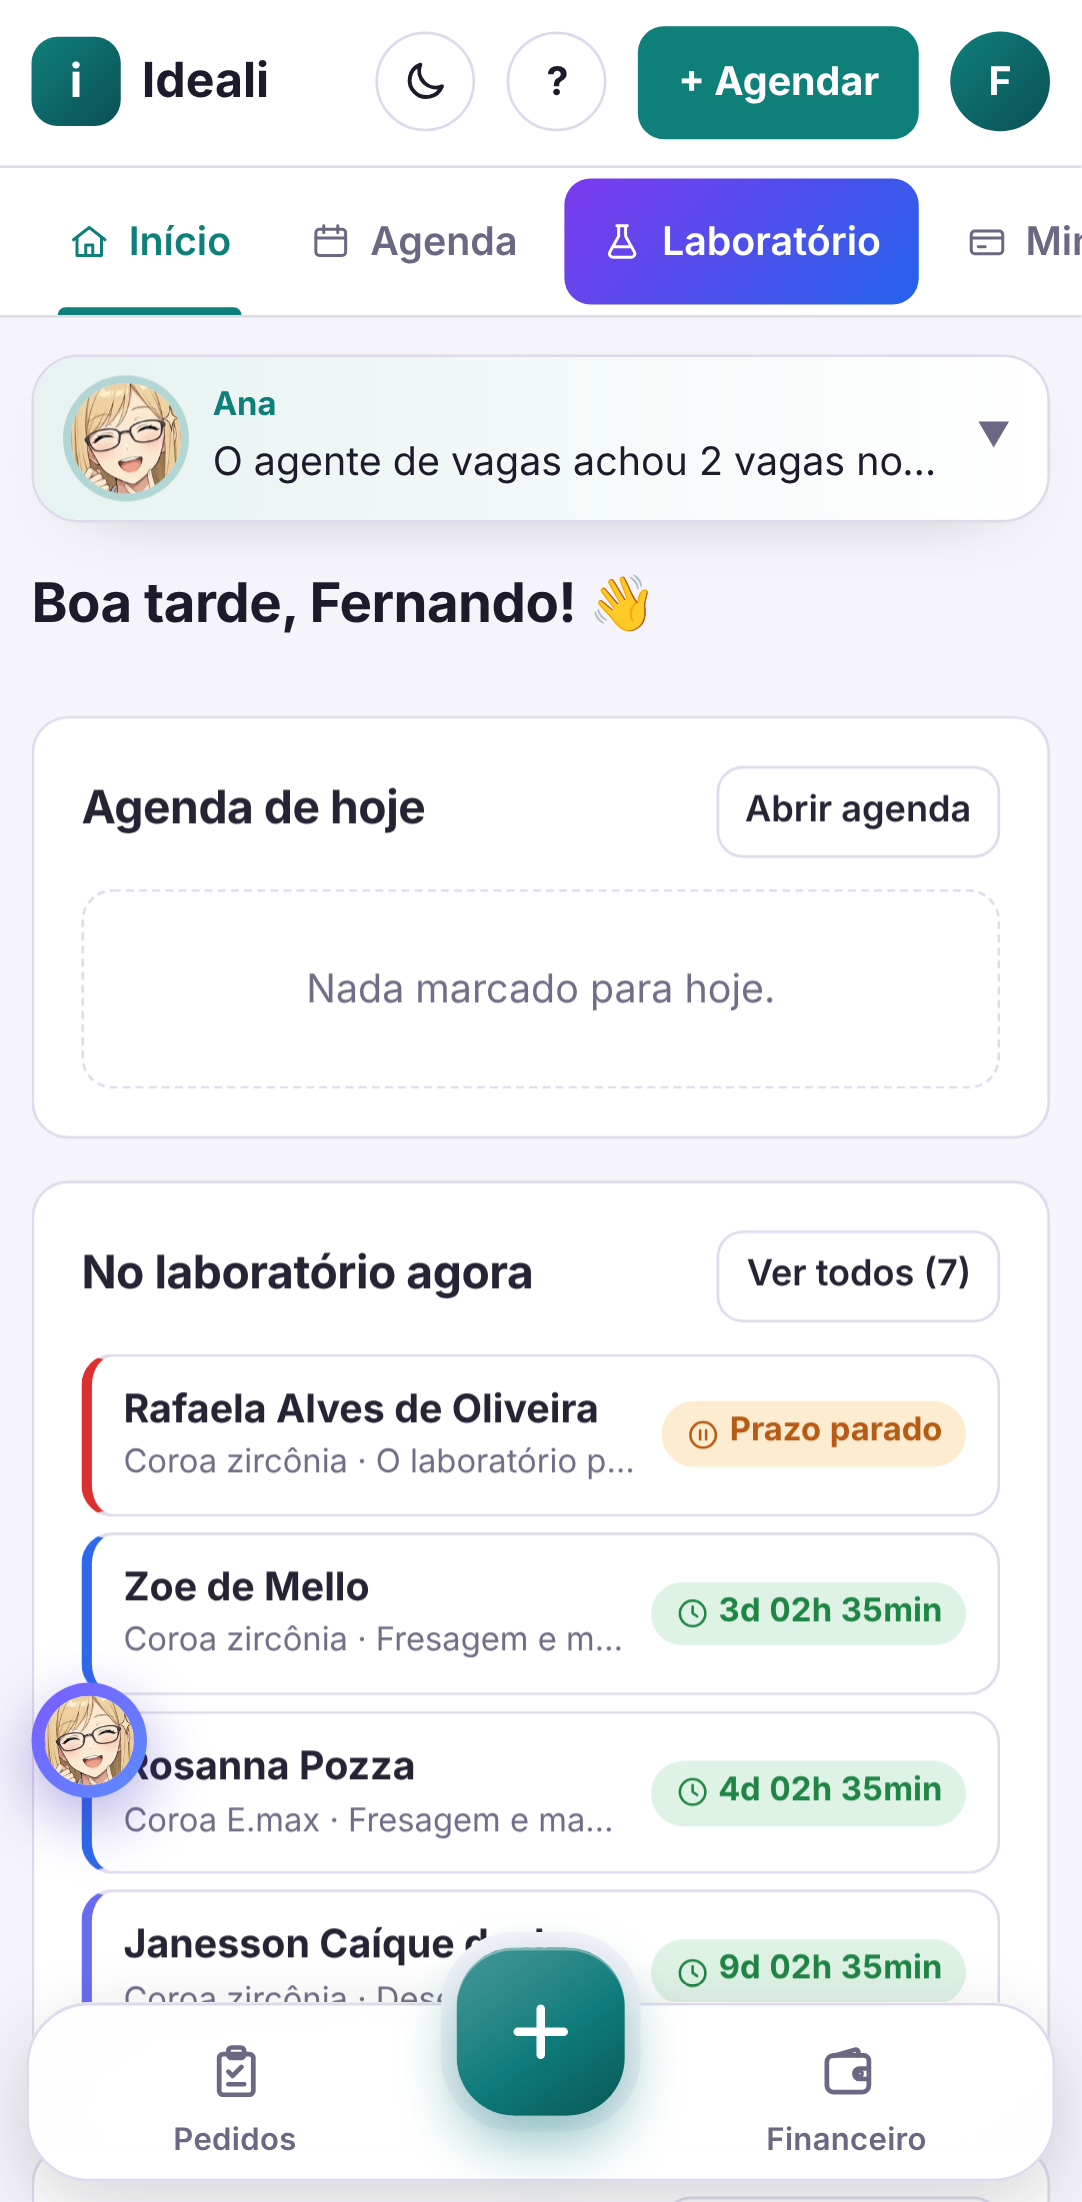 i Ideali ? + Agendar F
Início Agenda Laboratório
Ana
O agente de vagas achou 2 vagas no...
Boa tarde, Fernando! 👋
Agenda de hoje Abrir agenda
Nada marcado para hoje.
No laboratório agora Ver todos (7)
Rafaela Alves de Oliveira
Coroa zircônia · O laboratório p...
Prazo parado
Zoe de Mello
Coroa zircônia · Fresagem e m...
3d 02h 35min
Rosanna Pozza
Coroa E.max · Fresagem e ma...
4d 02h 35min
Janesson Caíque
Coroa zircônia ·
9d 02h 35min
+
Pedidos Financeiro